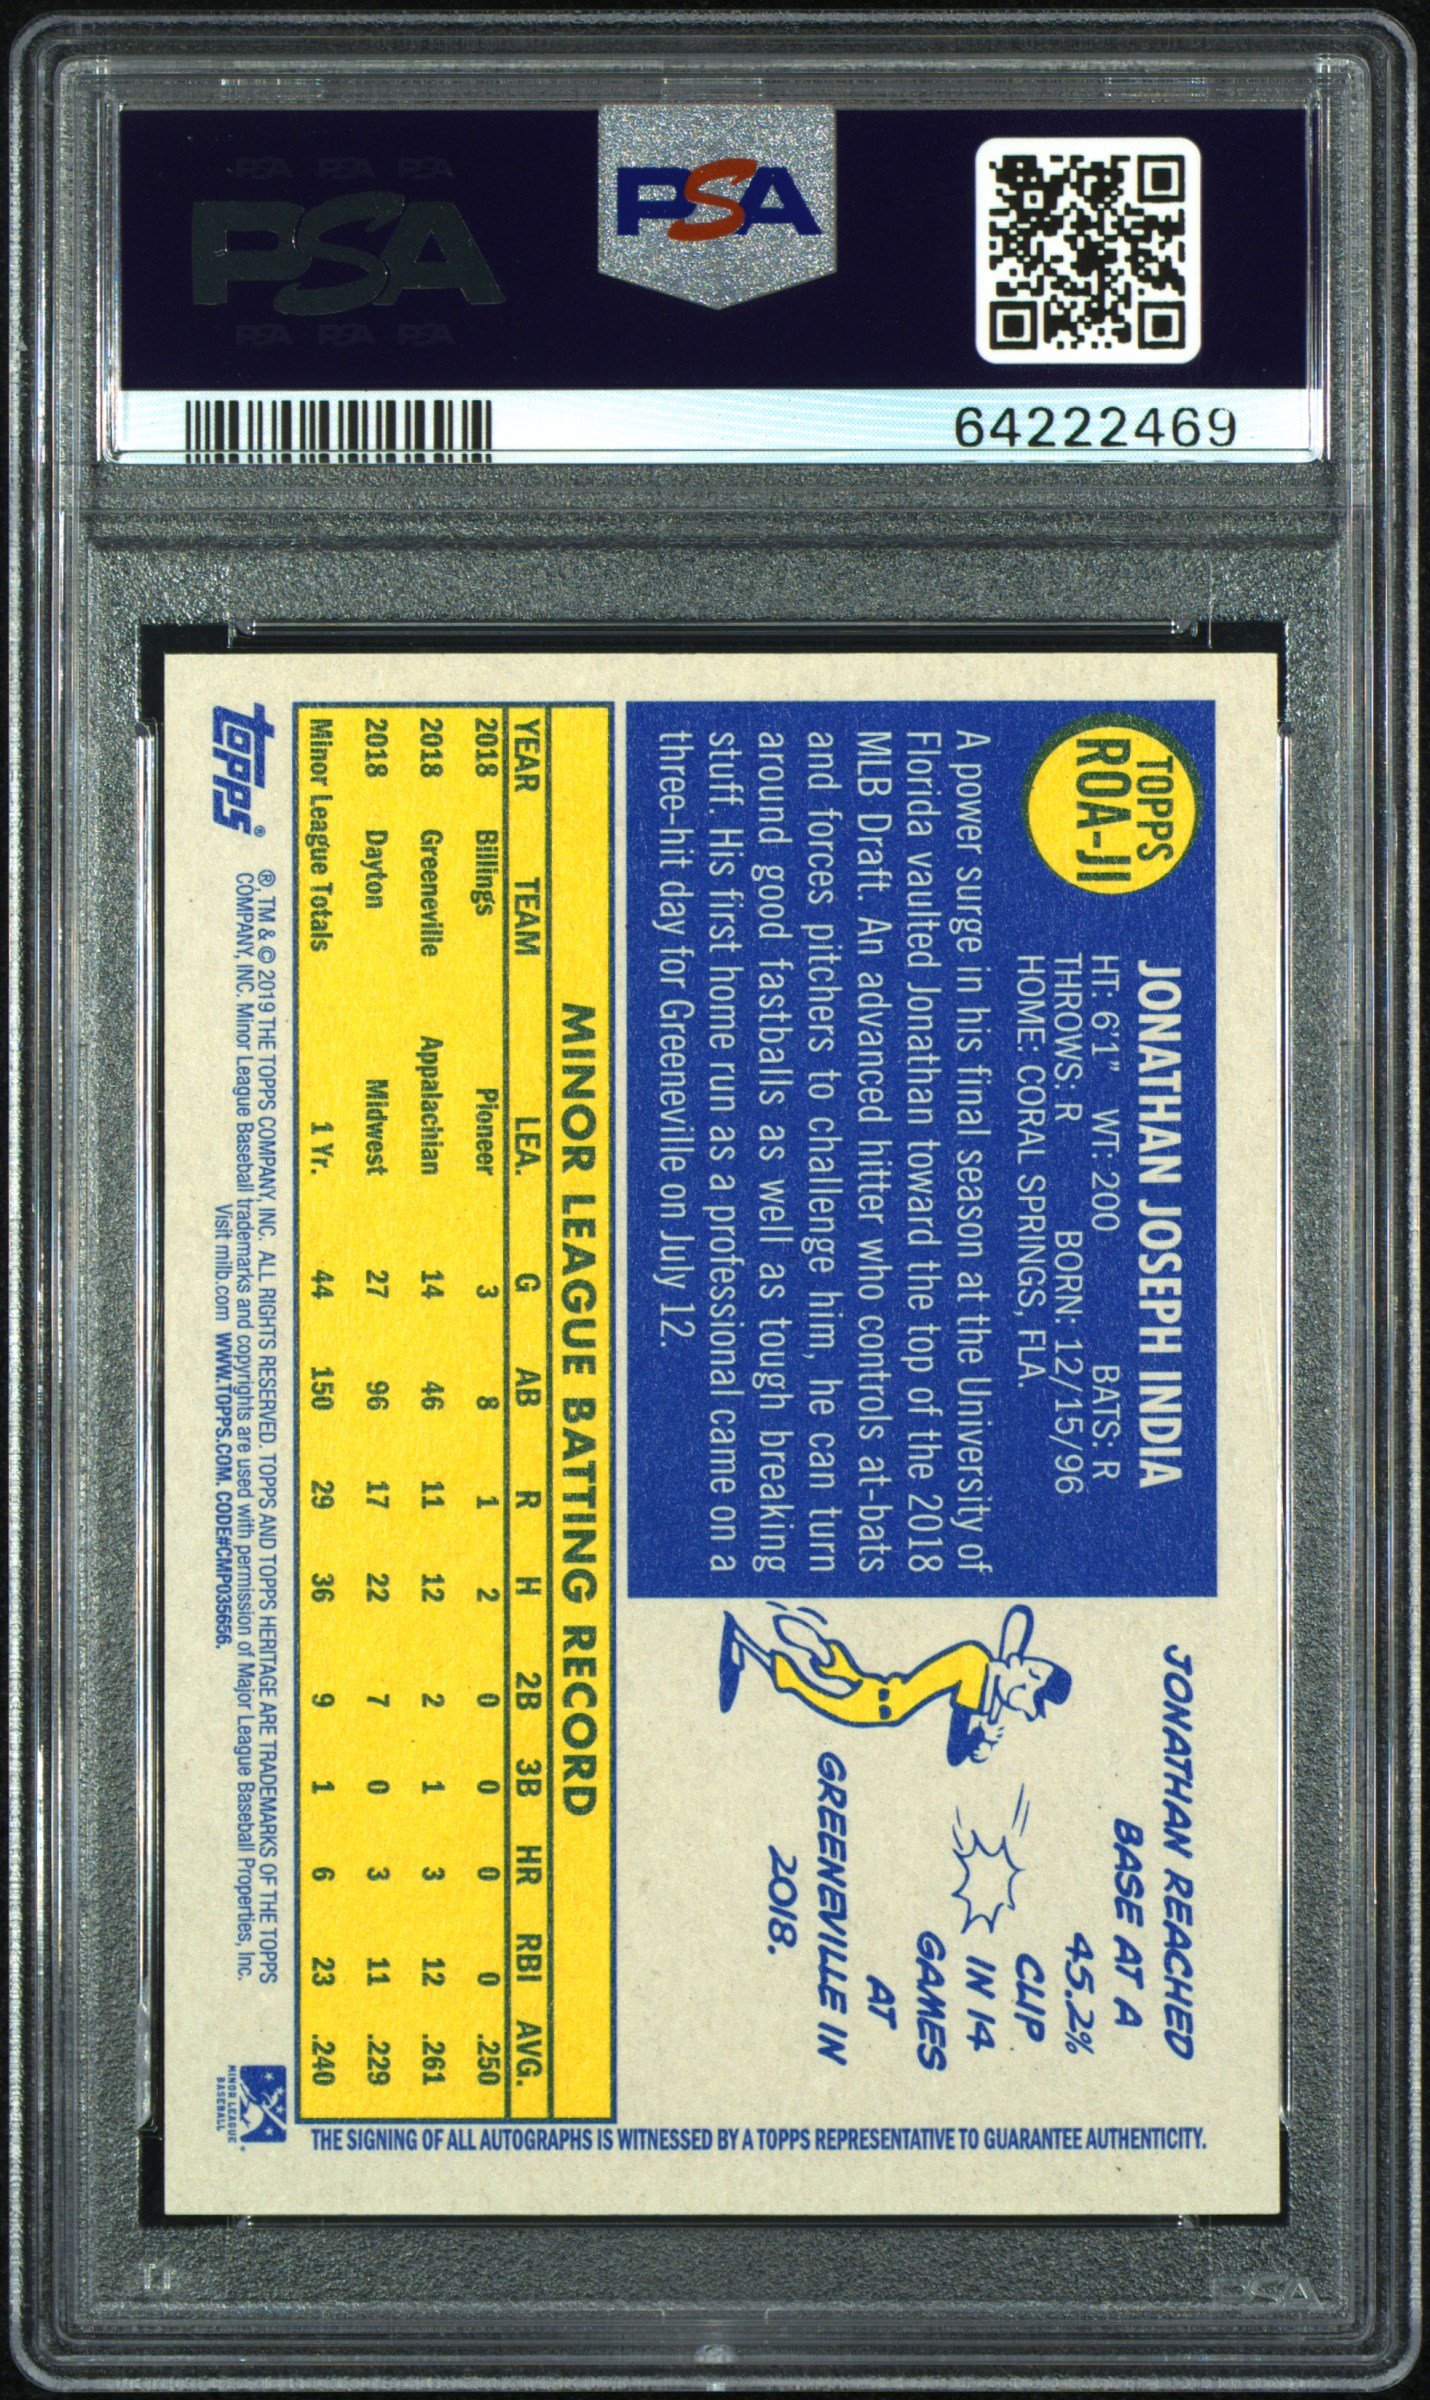 PSA PSA PSA
PSA
PSA PSA PSA
PSA
64222469
TOPPS
ROA-JI
JONATHAN JOSEPH INDIA
HT: 6'1" WT: 200 BATS: R
THROWS: R BORN: 12/15/96
HOME: CORAL SPRINGS, FLA.
A power surge in his final season at the University of
Florida vaulted Jonathan toward the top of the 2018
MLB Draft. An advanced hitter who controls at-bats
and forces pitchers to challenge him, he can turn
around good fastballs as well as tough breaking
stuff. His first home run as a professional came on a
three-hit day for Greeneville on July 12.
JONATHAN REACHED
BASE AT A
45.2%
CLIP
IN 14
GAMES
AT
GREENEVILLE IN
2018.
MINOR LEAGUE BATTING RECORD
YEAR TEAM LEA. G AB R H 2B 3B HR RBI AVG.
2018 Billings Pioneer 3 8 1 2 0 0 0 0 .250
2018 Greeneville Appalachian 14 46 11 12 2 1 3 12 .261
2018 Dayton Midwest 27 96 17 22 7 0 3 11 .229
Minor League Totals 1 Yr. 44 150 29 36 9 1 6 23 .240
topps®
®, TM & © 2019 THE TOPPS COMPANY, INC. ALL RIGHTS RESERVED. TOPPS AND TOPPS HERITAGE ARE TRADEMARKS OF THE TOPPS
COMPANY, INC. Minor League Baseball trademarks and copyrights are used with permission of Major League Baseball Properties, Inc.
Visit milb.com WWW.TOPPS.COM. CODE#CMP035656.
MINOR LEAGUE
BASEBALL
THE SIGNING OF ALL AUTOGRAPHS IS WITNESSED BY A TOPPS REPRESENTATIVE TO GUARANTEE AUTHENTICITY.
PSA